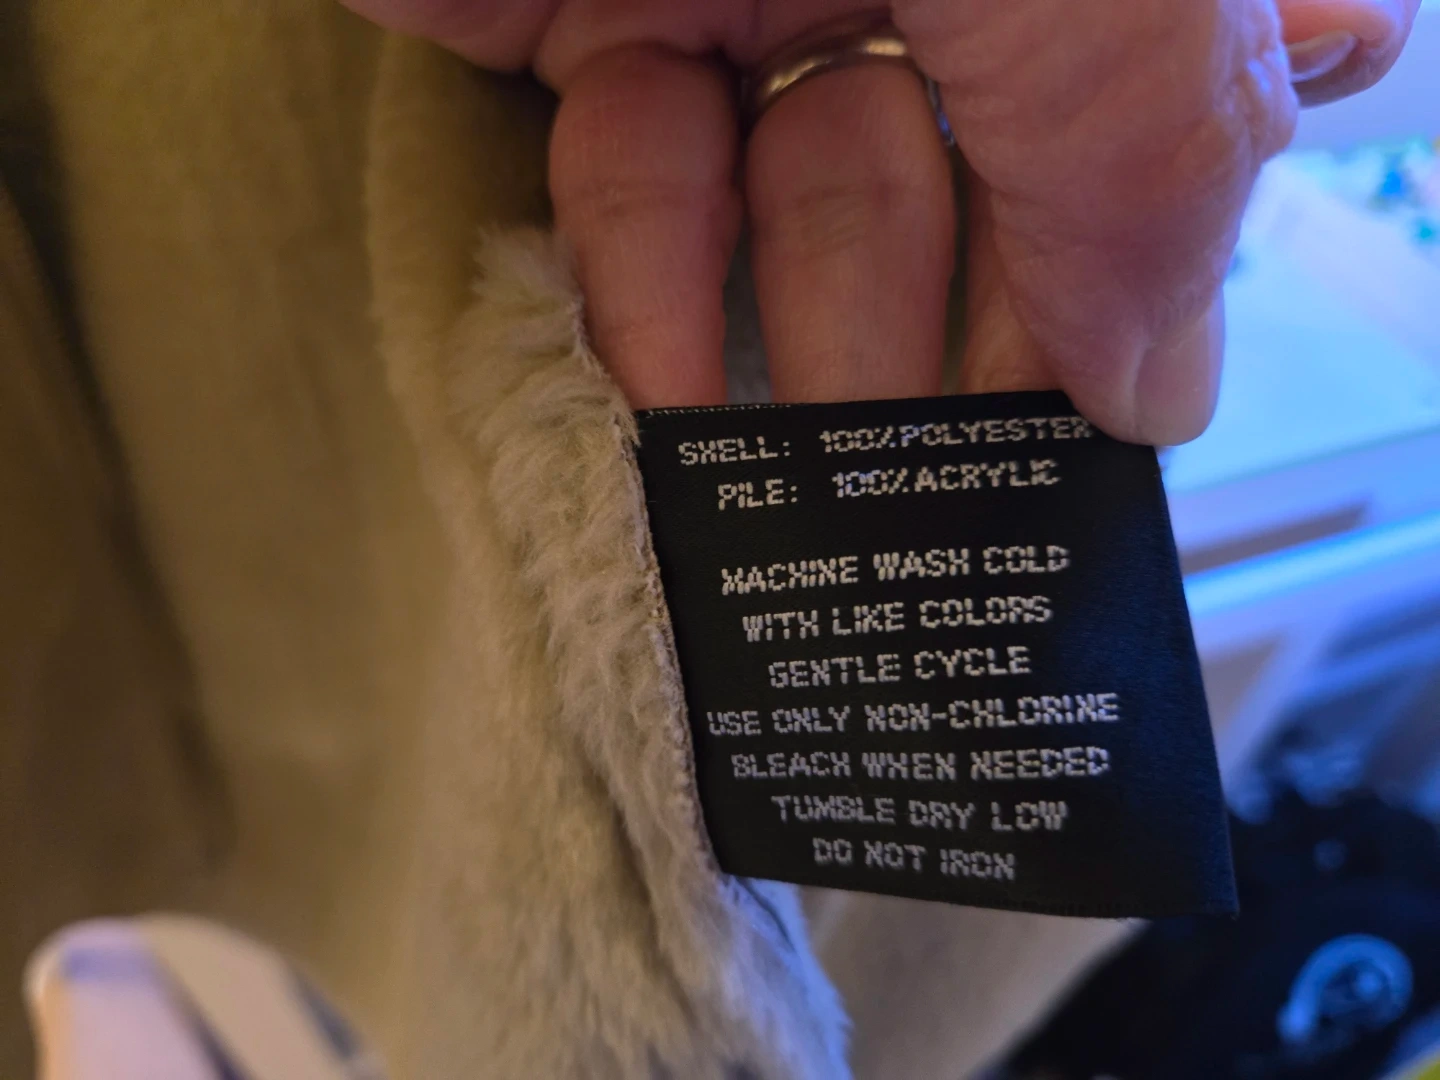 SHELL: 100% POLYESTER
PILE: 100% ACRYLIC
MACHINE WASH COLD
WITH LIKE COLORS
GENTLE CYCLE
USE ONLY NON-CHLORINE
BLEACH WHEN NEEDED
TUMBLE DRY LOW
DO NOT IRON